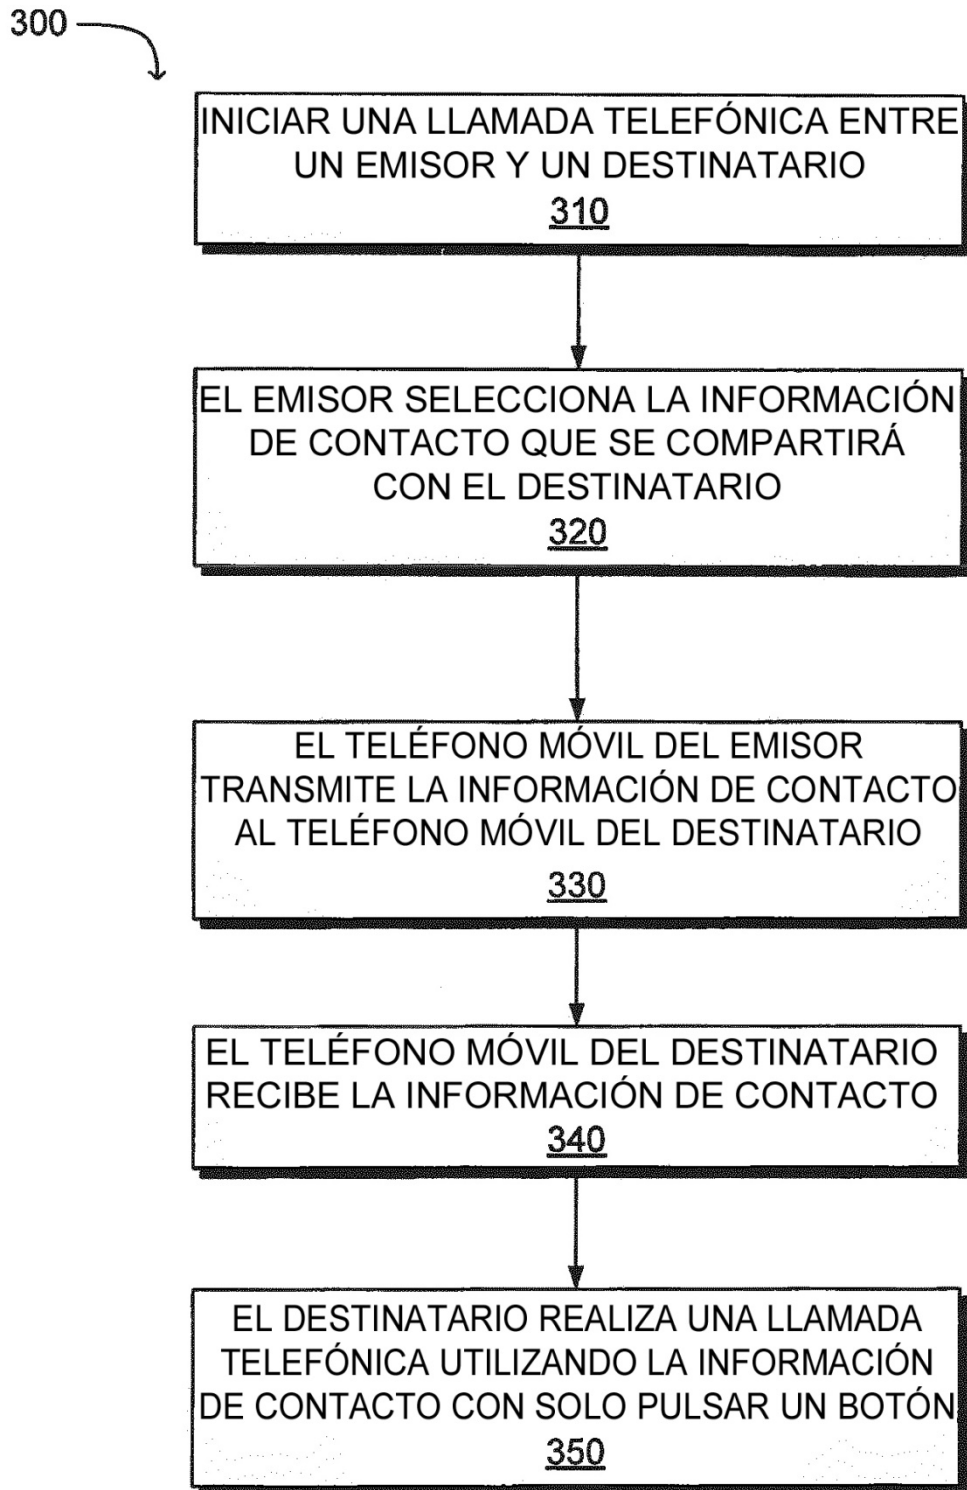 300
INICIAR UNA LLAMADA TELEFÓNICA ENTRE
UN EMISOR Y UN DESTINATARIO
310
EL EMISOR SELECCIONA LA INFORMACIÓN
DE CONTACTO QUE SE COMPARTIRÁ
CON EL DESTINATARIO
320
EL TELÉFONO MÓVIL DEL EMISOR
TRANSMITE LA INFORMACIÓN DE CONTACTO
AL TELÉFONO MÓVIL DEL DESTINATARIO
330
EL TELÉFONO MÓVIL DEL DESTINATARIO
RECIBE LA INFORMACIÓN DE CONTACTO
340
EL DESTINATARIO REALIZA UNA LLAMADA
TELEFÓNICA UTILIZANDO LA INFORMACIÓN
DE CONTACTO CON SOLO PULSAR UN BOTÓN
350